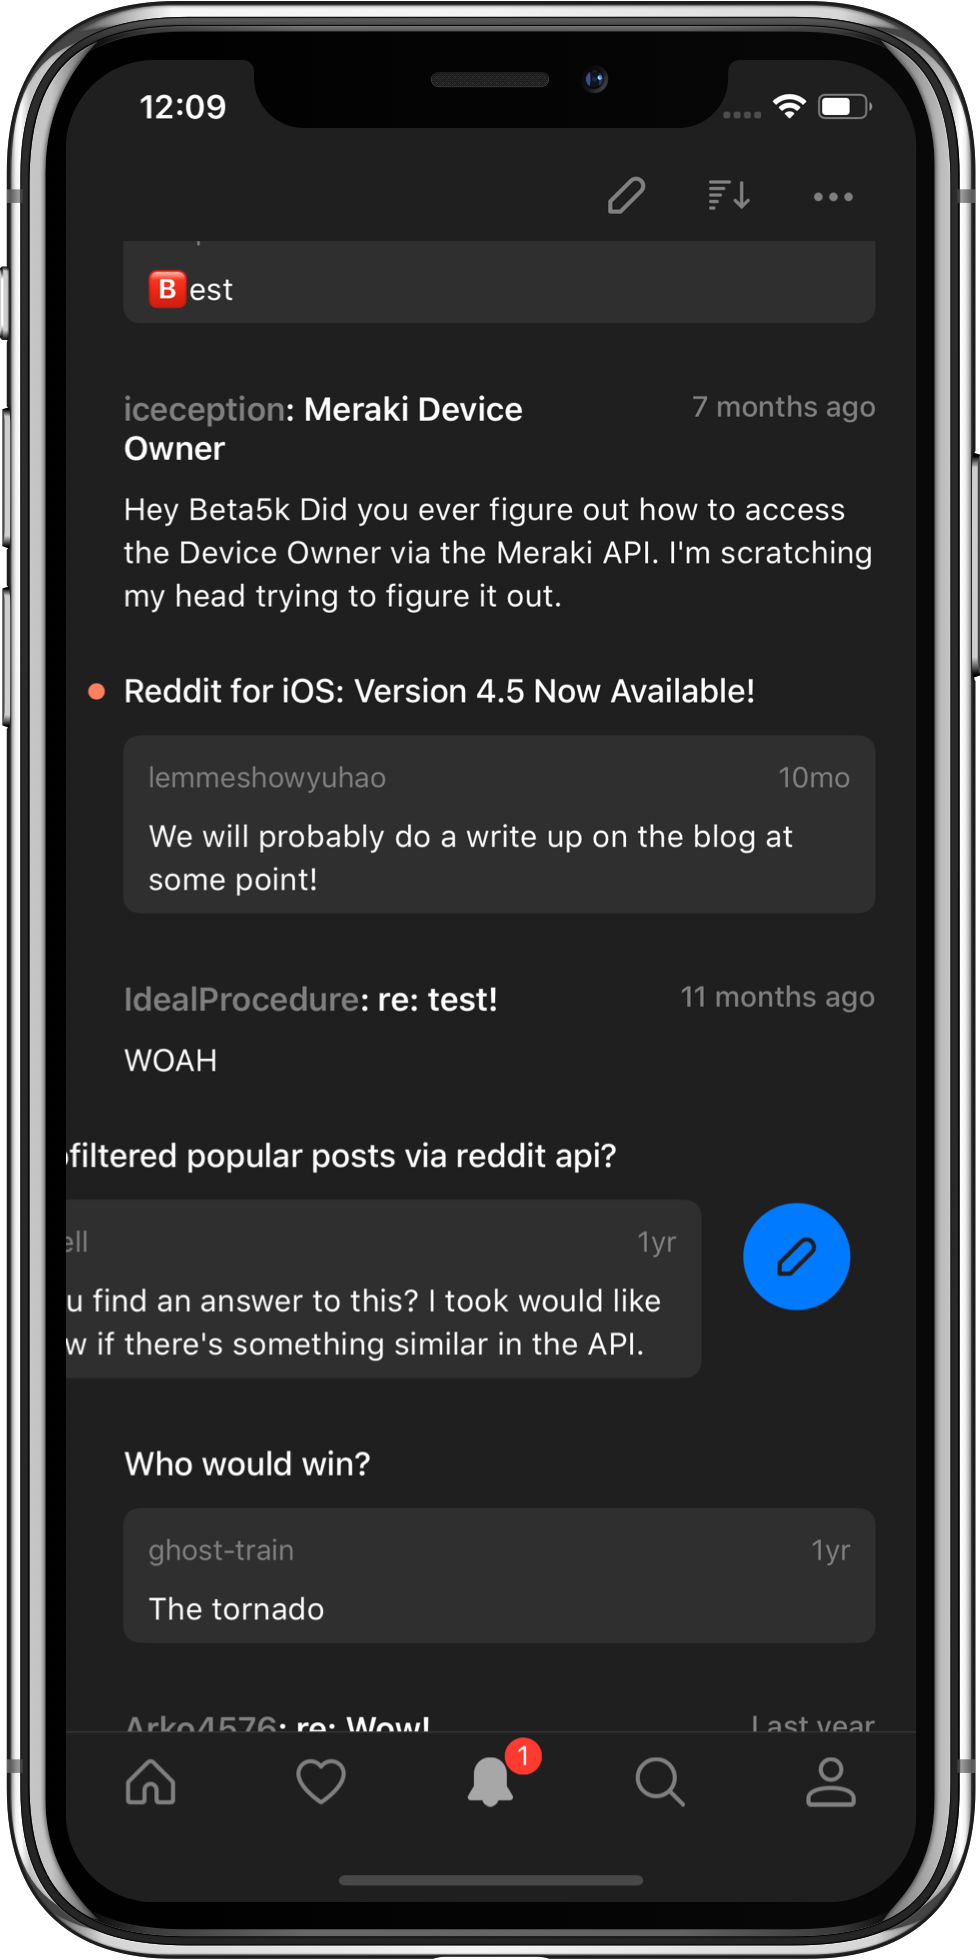 12:09
🅱est
iceception: Meraki Device Owner
7 months ago
Hey Beta5k Did you ever figure out how to access
the Device Owner via the Meraki API. I'm scratching
my head trying to figure it out.
Reddit for iOS: Version 4.5 Now Available!
lemmeshowyuhao 10mo
We will probably do a write up on the blog at
some point!
IdealProcedure: re: test! 11 months ago
WOAH
filtered popular posts via reddit api?
ell 1yr
u find an answer to this? I took would like
w if there's something similar in the API.
Who would win?
ghost-train 1yr
The tornado
Arko4576: re: Wow! Last year
1